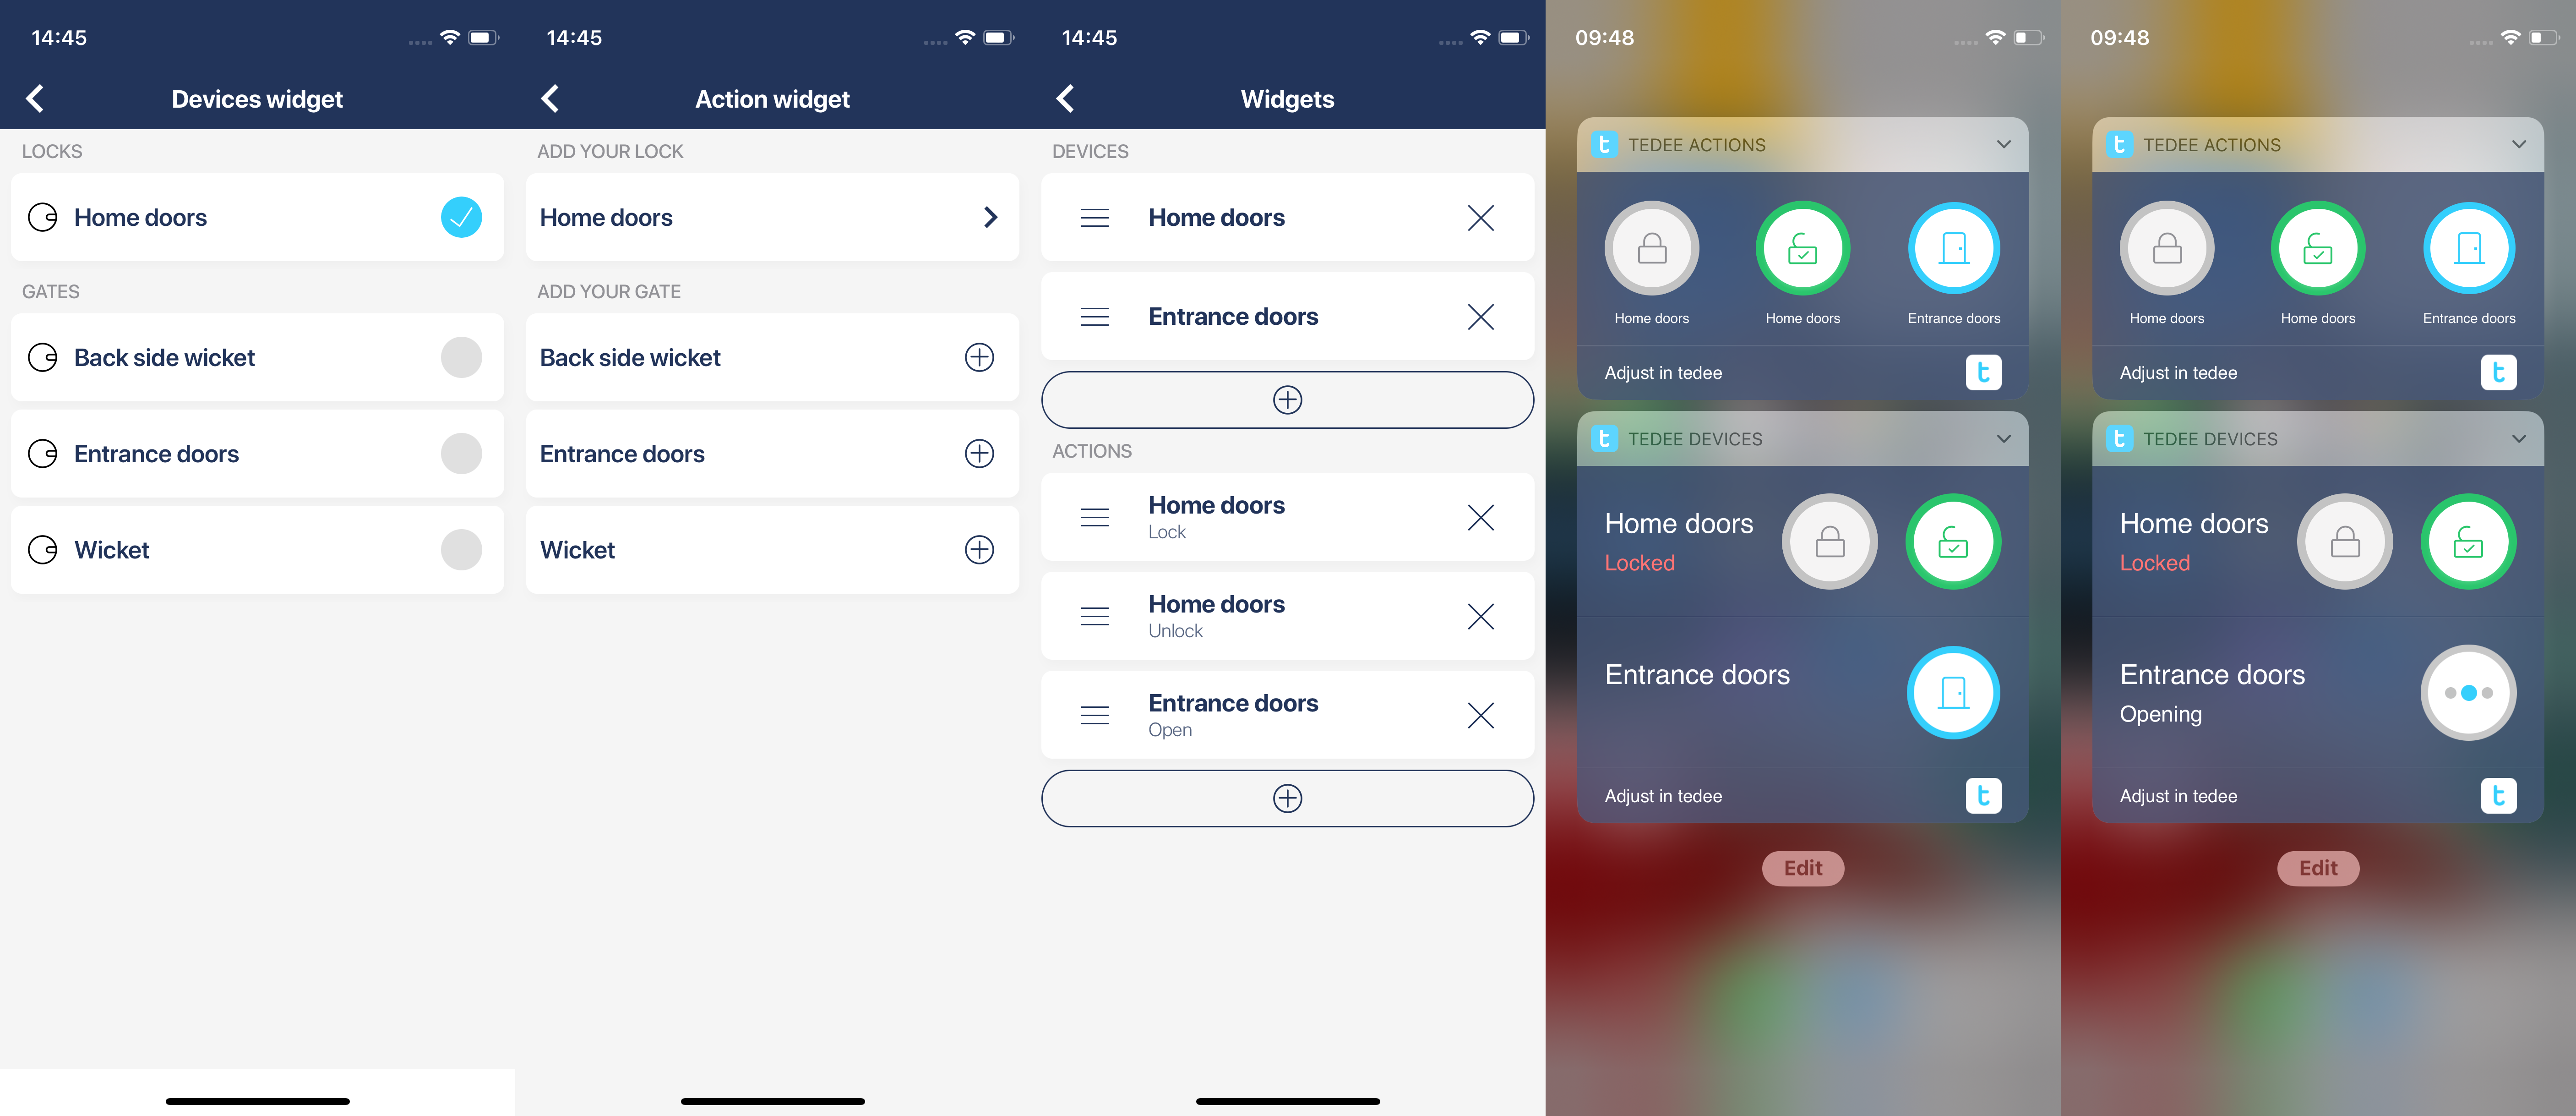 14:45
Devices widget
LOCKS
Home doors
GATES
Back side wicket
Entrance doors
Wicket
14:45
Action widget
ADD YOUR LOCK
Home doors
ADD YOUR GATE
Back side wicket
Entrance doors
Wicket
14:45
Widgets
DEVICES
Home doors
Entrance doors
ACTIONS
Home doors
Lock
Home doors
Unlock
Entrance doors
Open
09:48
t TEDEE ACTIONS
Home doors Home doors Entrance doors
Adjust in tedee t
t TEDEE DEVICES
Home doors
Locked
Entrance doors
Adjust in tedee t
Edit
09:48
t TEDEE ACTIONS
Home doors Home doors Entrance doors
Adjust in tedee t
t TEDEE DEVICES
Home doors
Locked
Entrance doors
Opening
Adjust in tedee t
Edit